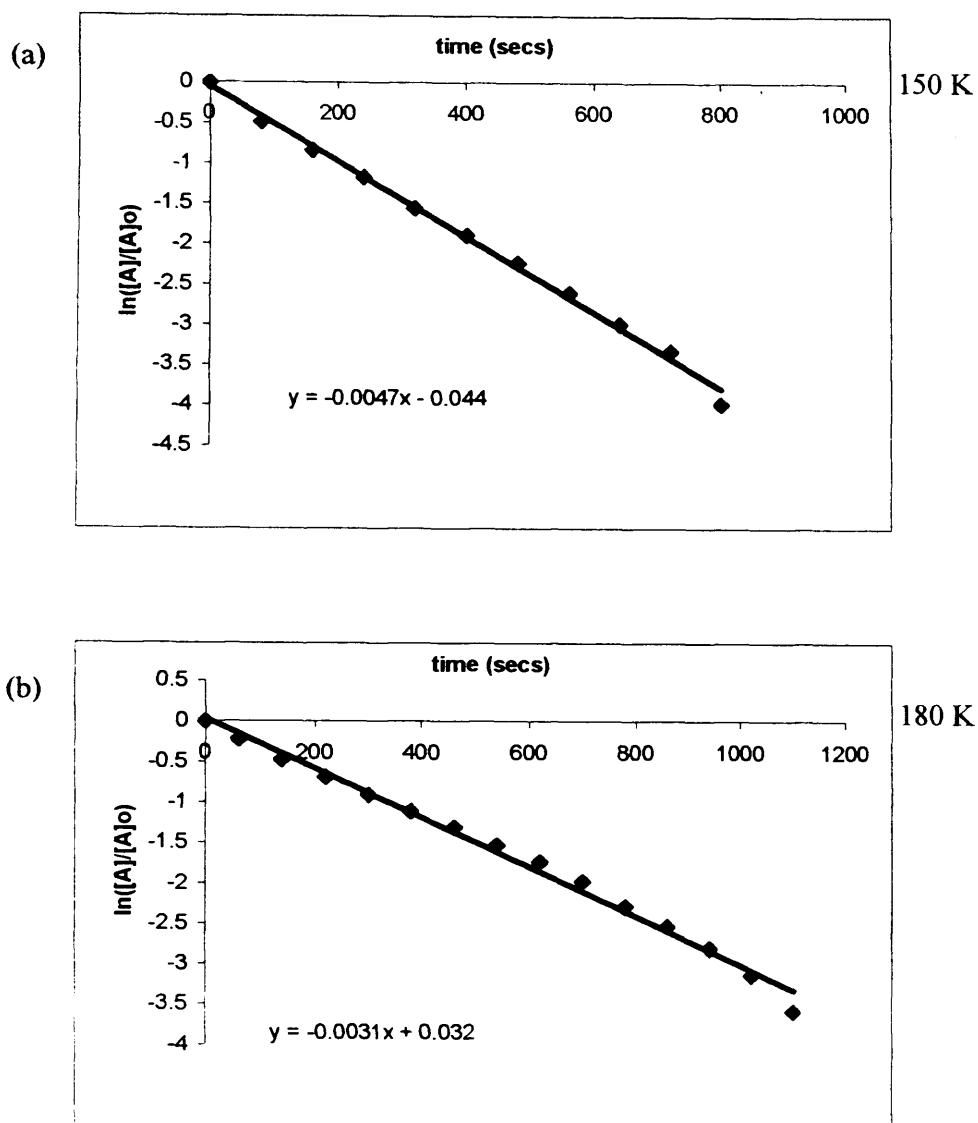 (a)
time (secs)
150 K
0
0 200 400 600 800 1000
-0.5
-1
-1.5
-2
-2.5
-3
-3.5
-4
-4.5
ln([A]/[A]o)
y = -0.0047x - 0.044
(b)
time (secs)
180 K
0.5
0
0 200 400 600 800 1000 1200
-0.5
-1
-1.5
-2
-2.5
-3
-3.5
-4
ln([A]/[A]o)
y = -0.0031x + 0.032